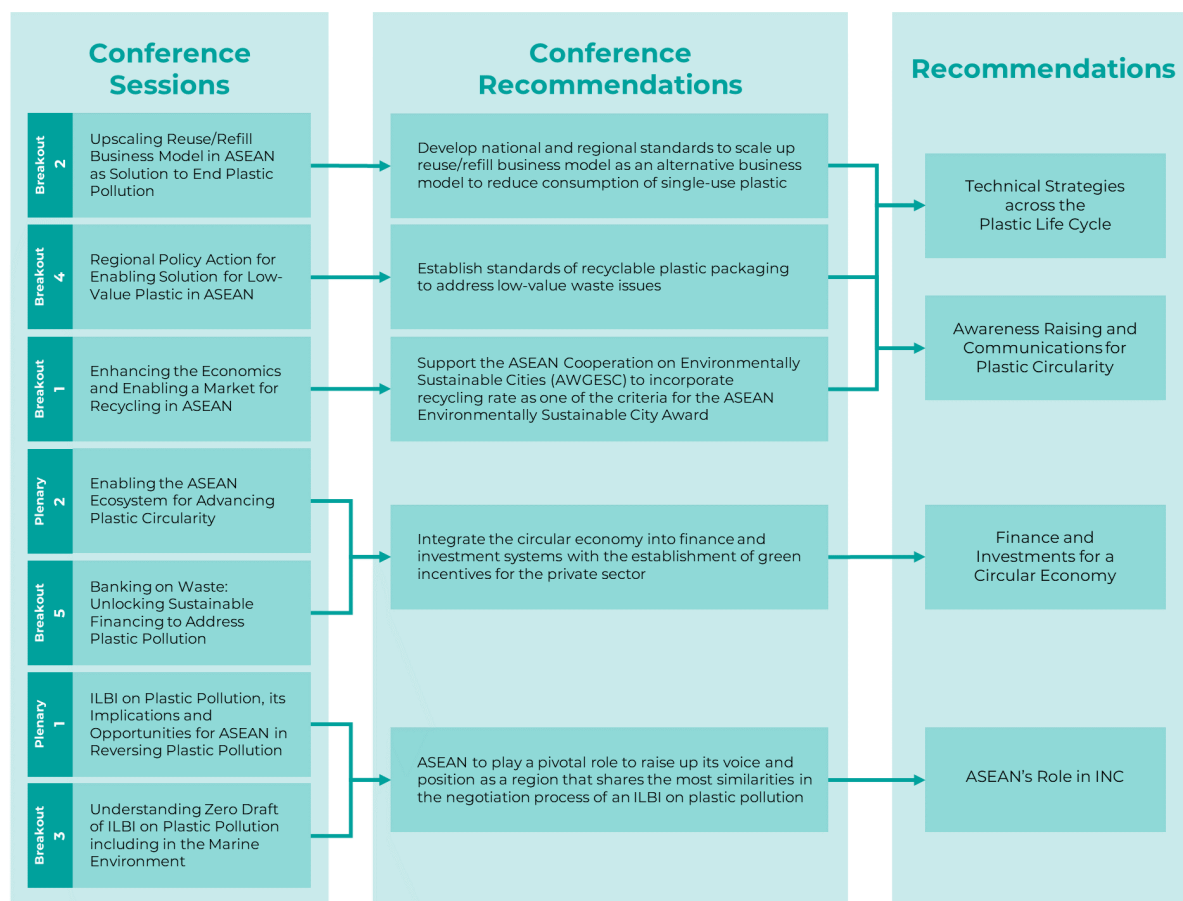 Conference
Sessions
Breakout
2
Upscaling Reuse/Refill
Business Model in ASEAN
as Solution to End Plastic
Pollution
Breakout
4
Regional Policy Action for
Enabling Solution for Low-
Value Plastic in ASEAN
Breakout
1
Enhancing the Economics
and Enabling a Market for
Recycling in ASEAN
Plenary
2
Enabling the ASEAN
Ecosystem for Advancing
Plastic Circularity
Breakout
5
Banking on Waste:
Unlocking Sustainable
Financing to Address
Plastic Pollution
Plenary
1
ILBI on Plastic Pollution, its
Implications and
Opportunities for ASEAN in
Reversing Plastic Pollution
Breakout
3
Understanding Zero Draft
of ILBI on Plastic Pollution
including in the Marine
Environment
Conference
Recommendations
Develop national and regional standards to scale up
reuse/refill business model as an alternative business
model to reduce consumption of single-use plastic
Establish standards of recyclable plastic packaging
to address low-value waste issues
Support the ASEAN Cooperation on Environmentally
Sustainable Cities (AWGESC) to incorporate
recycling rate as one of the criteria for the ASEAN
Environmentally Sustainable City Award
Integrate the circular economy into finance and
investment systems with the establishment of green
incentives for the private sector
ASEAN to play a pivotal role to raise up its voice and
position as a region that shares the most similarities in
the negotiation process of an ILBI on plastic pollution
Recommendations
Technical Strategies
across the
Plastic Life Cycle
Awareness Raising and
Communications for
Plastic Circularity
Finance and
Investments for a
Circular Economy
ASEAN's Role in INC